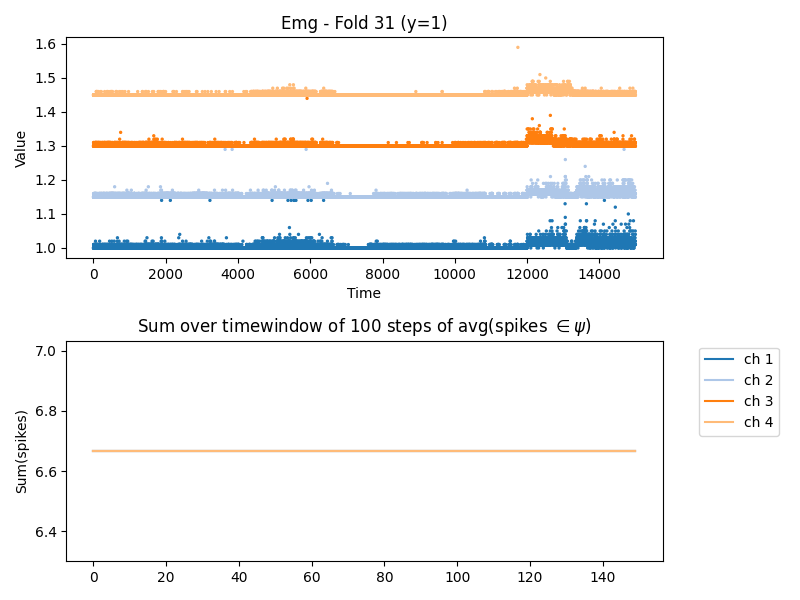 Emg - Fold 31 (y=1)
1.6
1.5
1.4
1.3
1.2
1.1
1.0
Value
0 2000 4000 6000 8000 10000 12000 14000
Time
Sum over timewindow of 100 steps of avg(spikes ∈ ψ)
7.0
6.8
6.6
6.4
Sum(spikes)
0 20 40 60 80 100 120 140
ch 1
ch 2
ch 3
ch 4